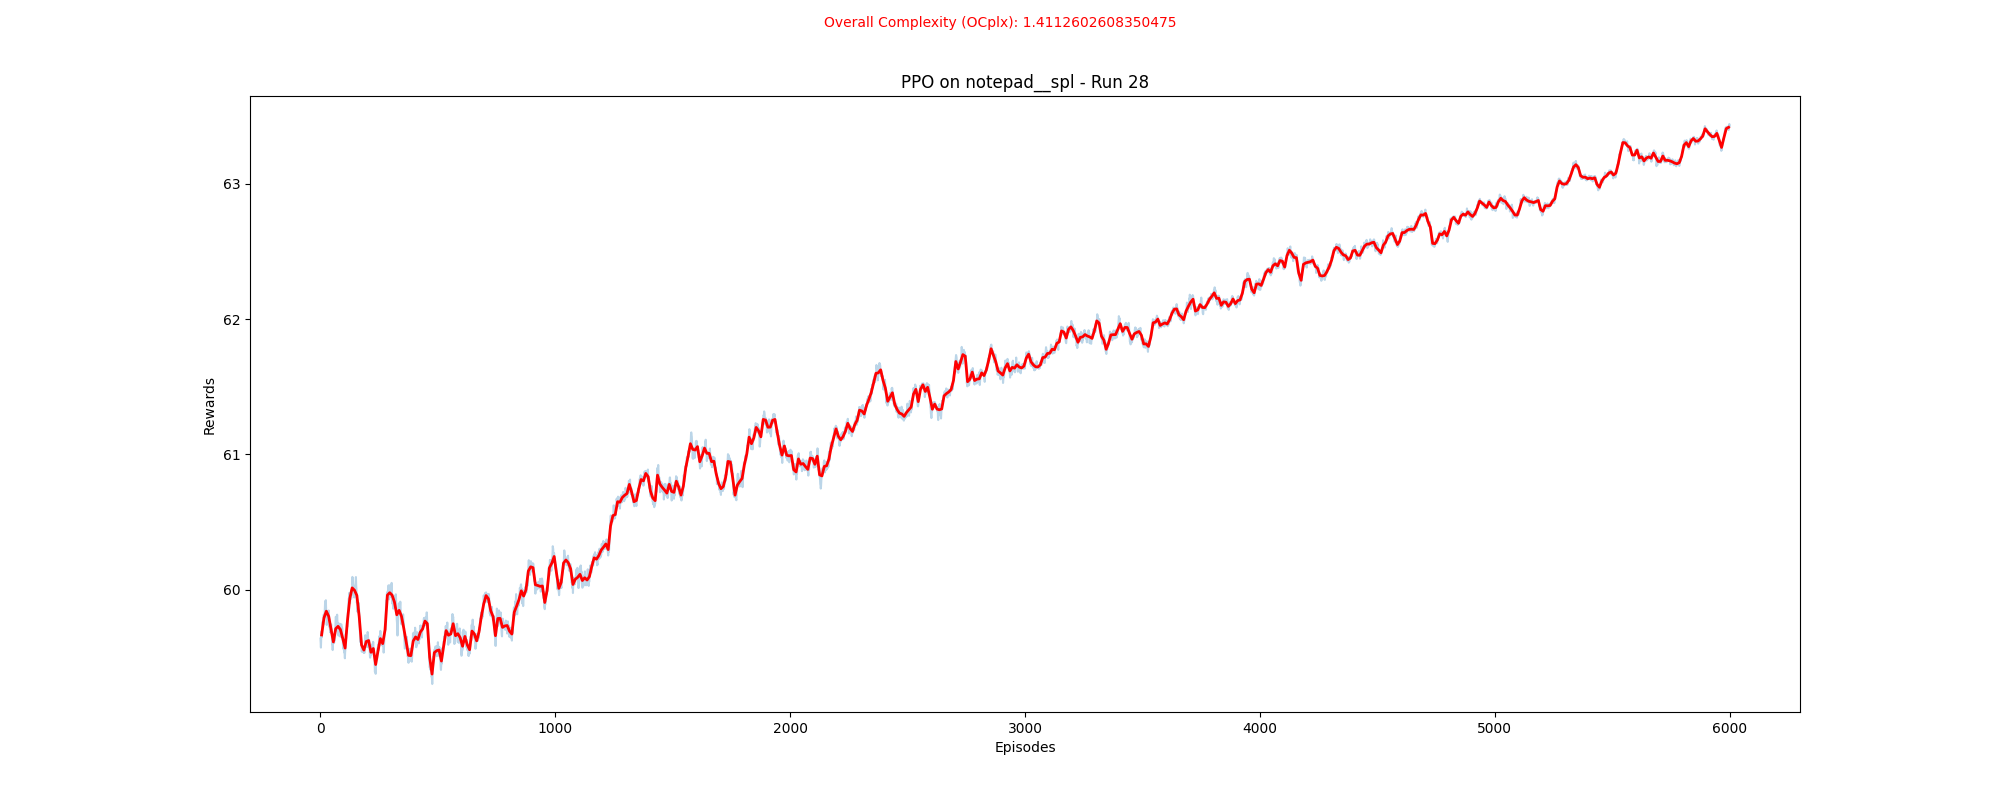 Overall Complexity (OCplx): 1.4112602608350475
PPO on notepad__spl - Run 28
63
62
61
60
Rewards
0 1000 2000 3000 4000 5000 6000
Episodes